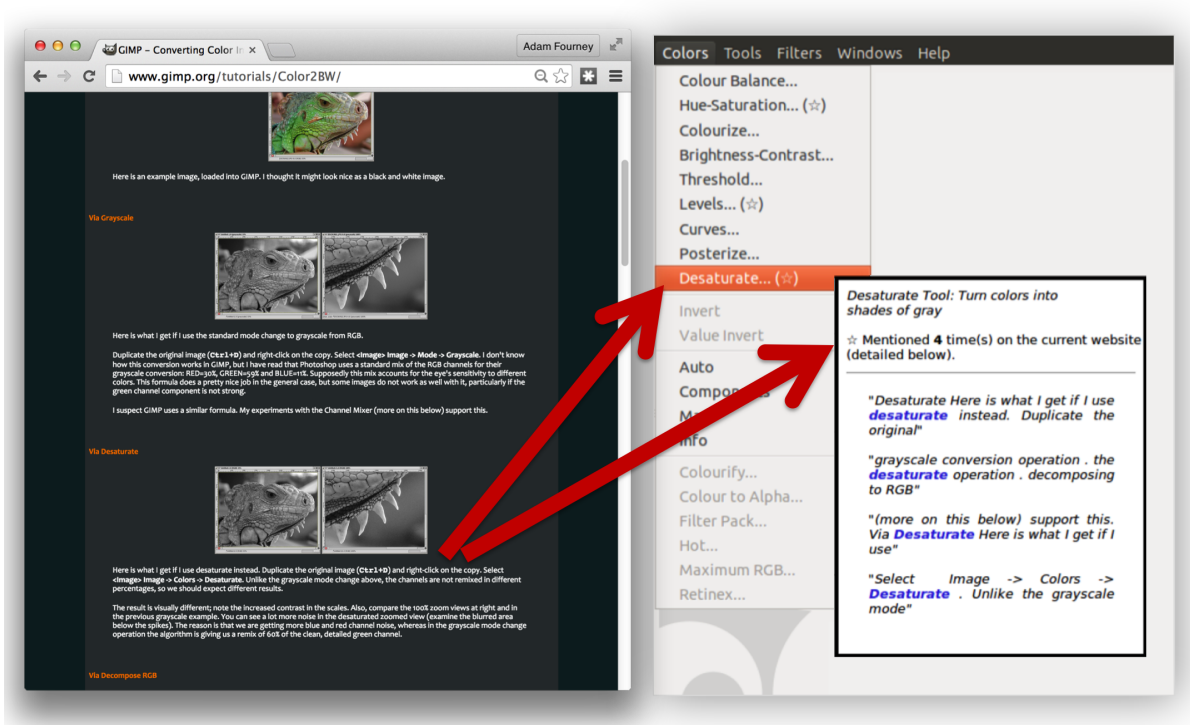 GIMP – Converting Color In
Adam Fourney
www.gimp.org/tutorials/Color2BW/
Here is an example image, loaded into GIMP. I thought it might look nice as a black and white image.
Via Grayscale
Here is what I get if I use the standard mode change to grayscale from RGB.
Duplicate the original image (Ctrl+D) and right-click on the copy. Select <Image> Image -> Mode -> Grayscale. I don't know
how this conversion works in GIMP, but I have read that Photoshop uses a standard mix of the RGB channels for their
grayscale conversion: RED=30%, GREEN=59% and BLUE=11%. Supposedly this mix accounts for the eye's sensitivity to different
colors. This formula does a pretty nice job in the general case, but some images do not work as well with it, particularly if the
green channel component is not strong.
I suspect GIMP uses a similar formula. My experiments with the Channel Mixer (more on this below) support this.
Via Desaturate
Here is what I get if I use desaturate instead. Duplicate the original image (Ctrl+D) and right-click on the copy. Select
<Image> Image -> Colors -> Desaturate. Unlike the grayscale mode change above, the channels are not remixed in different
percentages, so we should expect different results.
The result is visually different; note the increased contrast in the scales. Also, compare the 100% zoom views at right and in
the previous grayscale example. You can see a lot more noise in the desaturated zoomed view (examine the blurred area
below the spikes). The reason is that we are getting more blue and red channel noise, whereas in the grayscale mode change
operation the algorithm is giving us a remix of 60% of the clean, detailed green channel.
Via Decompose RGB
Colors Tools Filters Windows Help
Colour Balance...
Hue-Saturation... (☆)
Colourize...
Brightness-Contrast...
Threshold...
Levels... (☆)
Curves...
Posterize...
Desaturate... (☆)
Invert
Value Invert
Auto
Components
Info
Colourify...
Colour to Alpha...
Filter Pack...
Hot...
Maximum RGB...
Retinex...
Desaturate Tool: Turn colors into
shades of gray
☆ Mentioned 4 time(s) on the current website
(detailed below).
"Desaturate Here is what I get if I use
desaturate instead. Duplicate the
original"
"grayscale conversion operation . the
desaturate operation . decomposing
to RGB"
"(more on this below) support this.
Via Desaturate Here is what I get if I
use"
"Select Image -> Colors ->
Desaturate . Unlike the grayscale
mode"